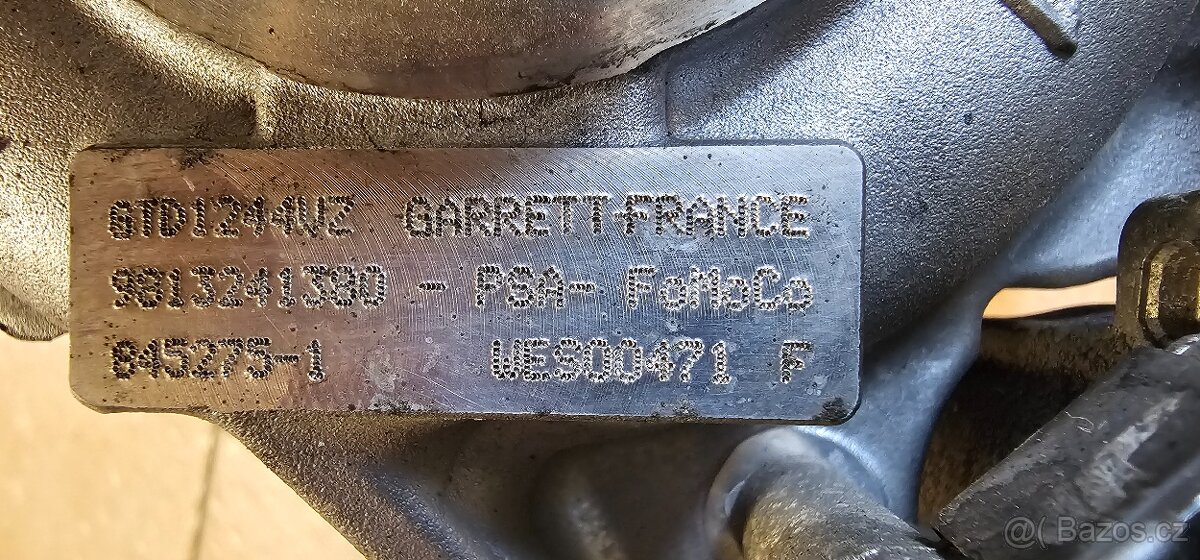 GTD1244VZ GARRETT-FRANCE
9813241380 - PSA- FoMoCo
845275-1 WES00471 F
@( Bazos.cz